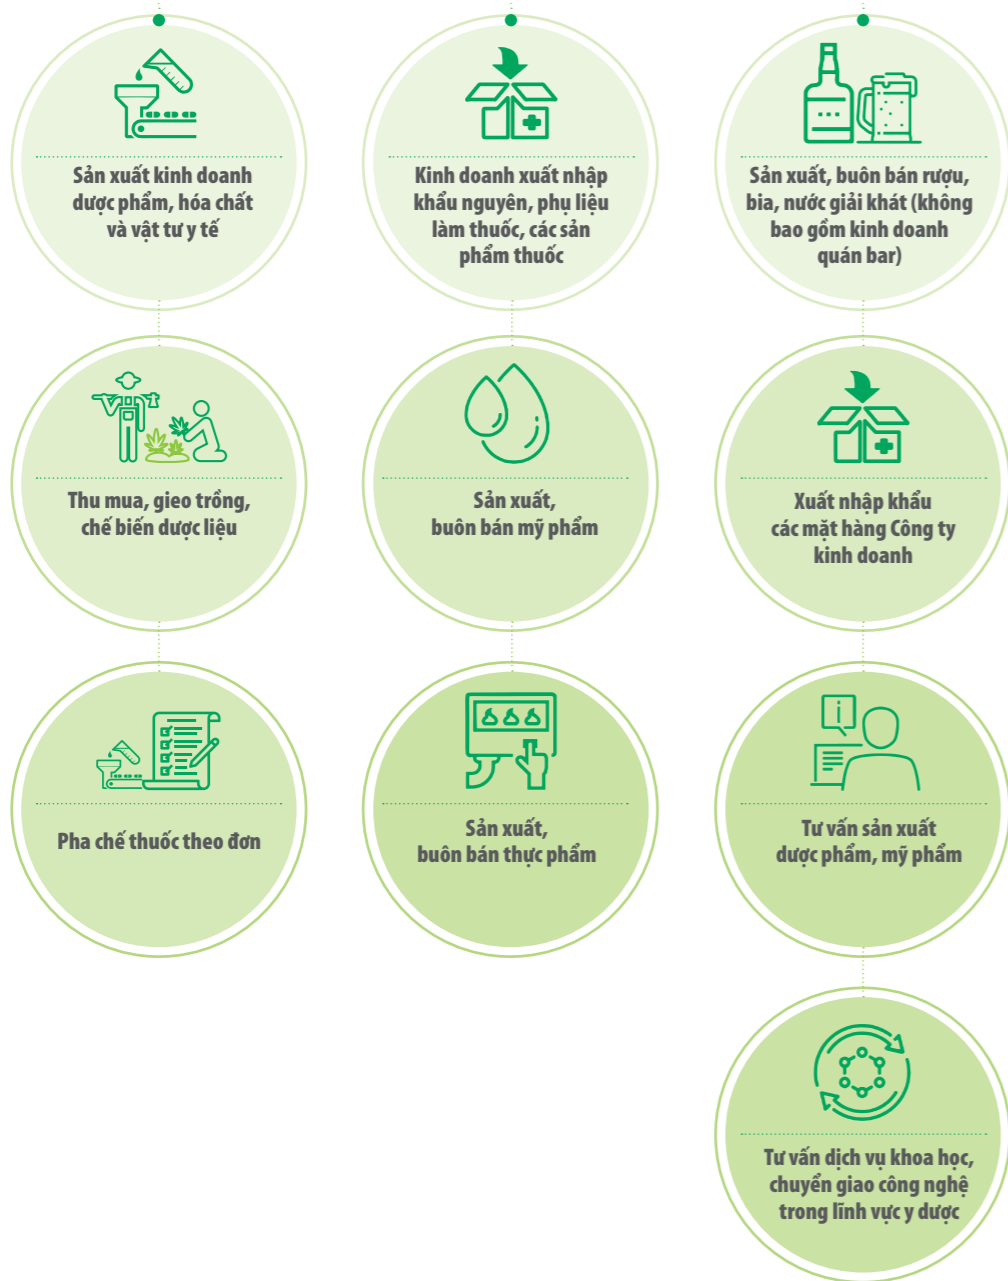 Sản xuất kinh doanh
dược phẩm, hóa chất
và vật tư y tế
Kinh doanh xuất nhập
khẩu nguyên, phụ liệu
làm thuốc, các sản
phẩm thuốc
Sản xuất, buôn bán rượu,
bia, nước giải khát (không
bao gồm kinh doanh
quán bar)
Thu mua, gieo trồng,
chế biến dược liệu
Sản xuất,
buôn bán mỹ phẩm
Xuất nhập khẩu
các mặt hàng Công ty
kinh doanh
Pha chế thuốc theo đơn
Sản xuất,
buôn bán thực phẩm
Tư vấn sản xuất
dược phẩm, mỹ phẩm
Tư vấn dịch vụ khoa học,
chuyển giao công nghệ
trong lĩnh vực y dược